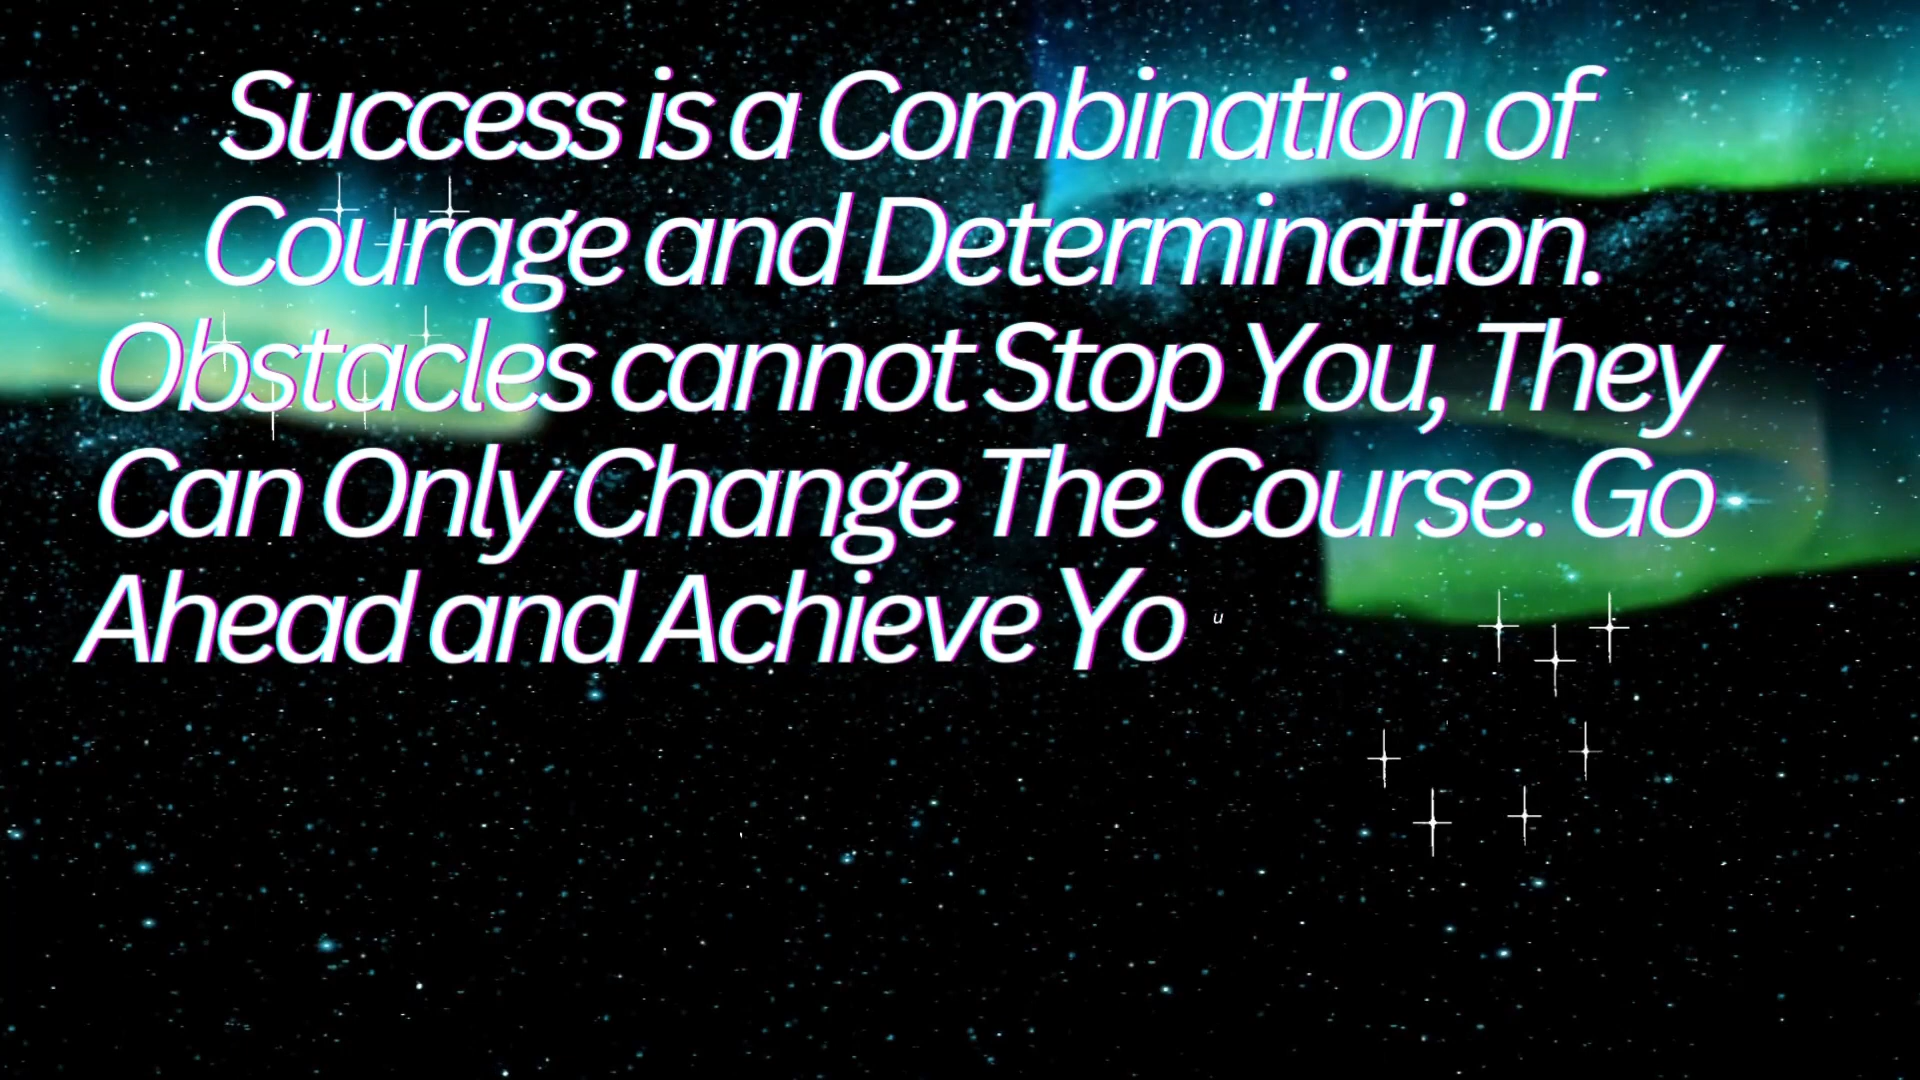 Success is a Combination of
Courage and Determination.
Obstacles cannot Stop You, They
Can Only Change The Course. Go
Ahead and Achieve You